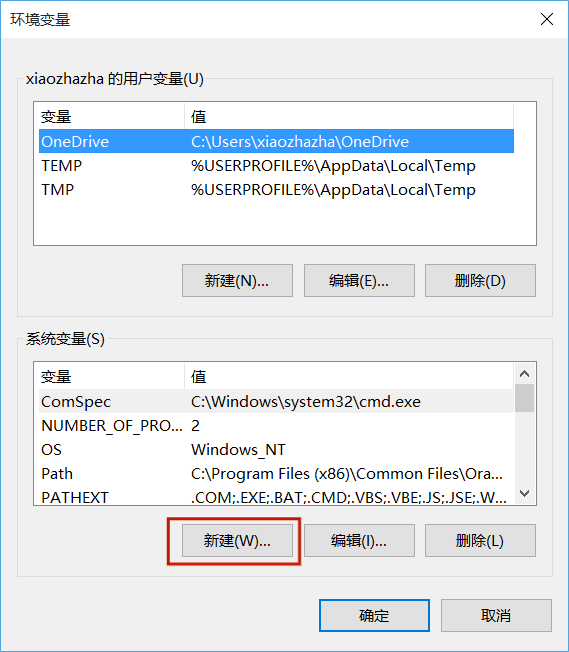 环境变量
xiaozhazha 的用户变量(U)
变量 值
OneDrive C:\Users\xiaozhazha\OneDrive
TEMP %USERPROFILE%\AppData\Local\Temp
TMP %USERPROFILE%\AppData\Local\Temp
新建(N)... 编辑(E)... 删除(D)
系统变量(S)
变量 值
ComSpec C:\Windows\system32\cmd.exe
NUMBER_OF_PRO... 2
OS Windows_NT
Path C:\Program Files (x86)\Common Files\Ora...
PATHEXT .COM;.EXE;.BAT;.CMD;.VBS;.VBE;.JS;.JSE;.W...
新建(W)... 编辑(I)... 删除(L)
确定 取消